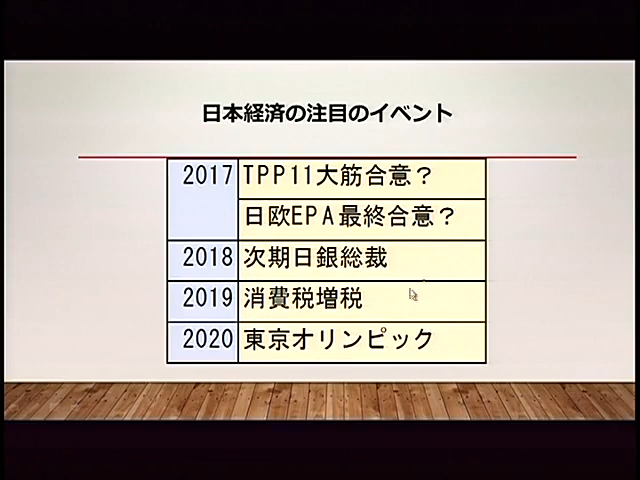 日本経済の注目のイベント
2017 TPP11大筋合意？
日欧EPA最終合意？
2018 次期日銀総裁
2019 消費税増税
2020 東京オリンピック